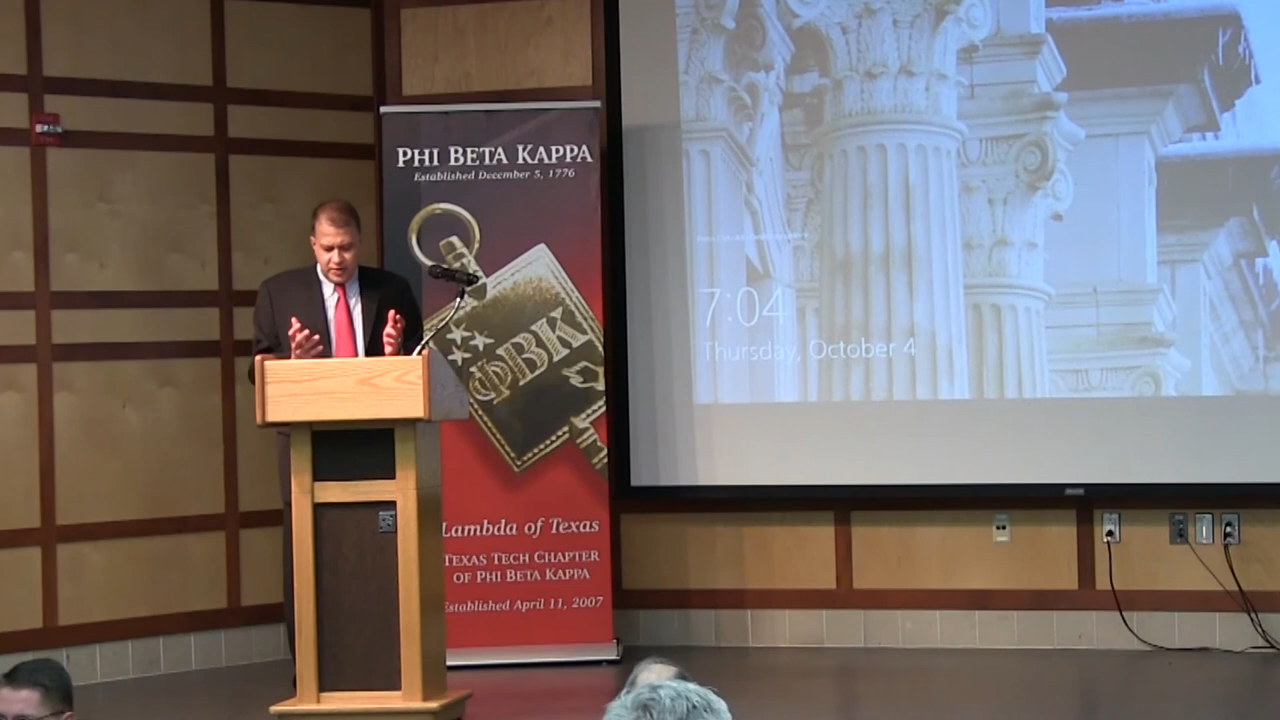 PHI BETA KAPPA
Established December 5, 1776
ΦBK
Lambda of Texas
TEXAS TECH CHAPTER
OF PHI BETA KAPPA
Established April 11, 2007
7:04
Thursday, October 4